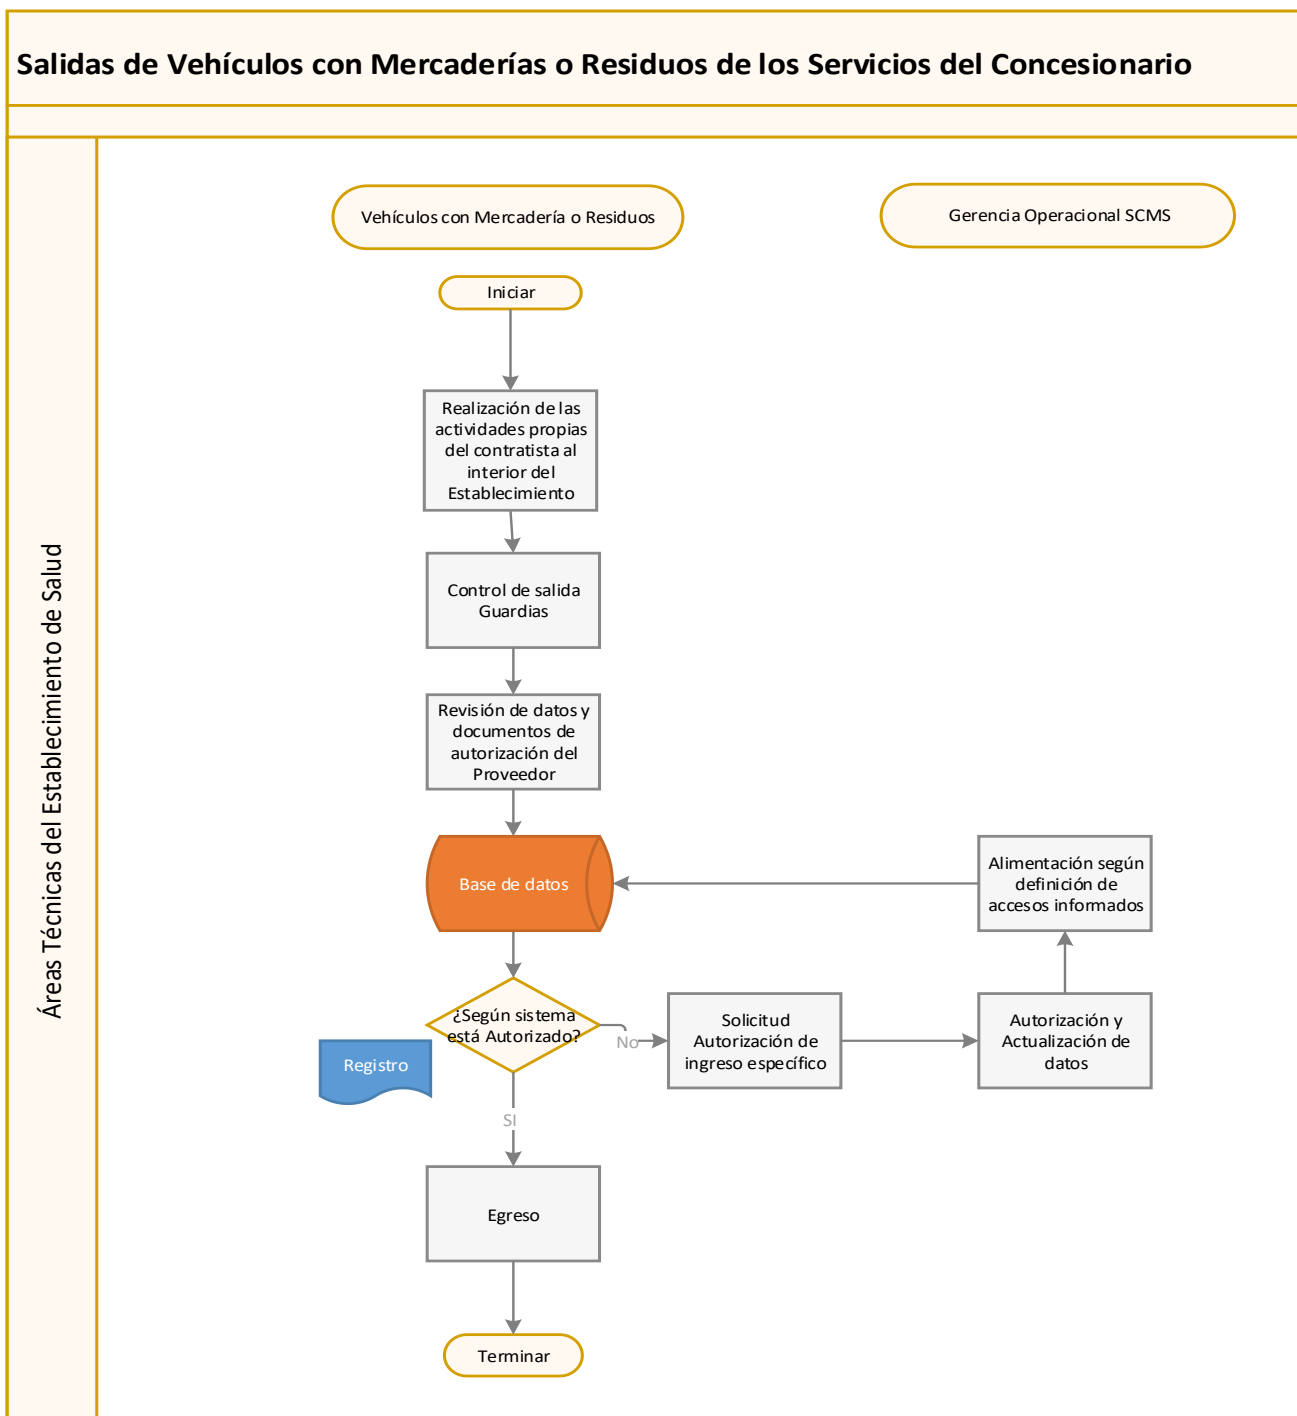 Salidas de Vehículos con Mercaderías o Residuos de los Servicios del Concesionario
Áreas Técnicas del Establecimiento de Salud
Vehículos con Mercadería o Residuos
Gerencia Operacional SCMS
Iniciar
Realización de las
actividades propias
del contratista al
interior del
Establecimiento
Control de salida
Guardias
Revisión de datos y
documentos de
autorización del
Proveedor
Base de datos
Alimentación según
definición de
accesos informados
¿Según sistema
está Autorizado?
No
Solicitud
Autorización de
ingreso específico
Autorización y
Actualización de
datos
Registro
SI
Egreso
Terminar